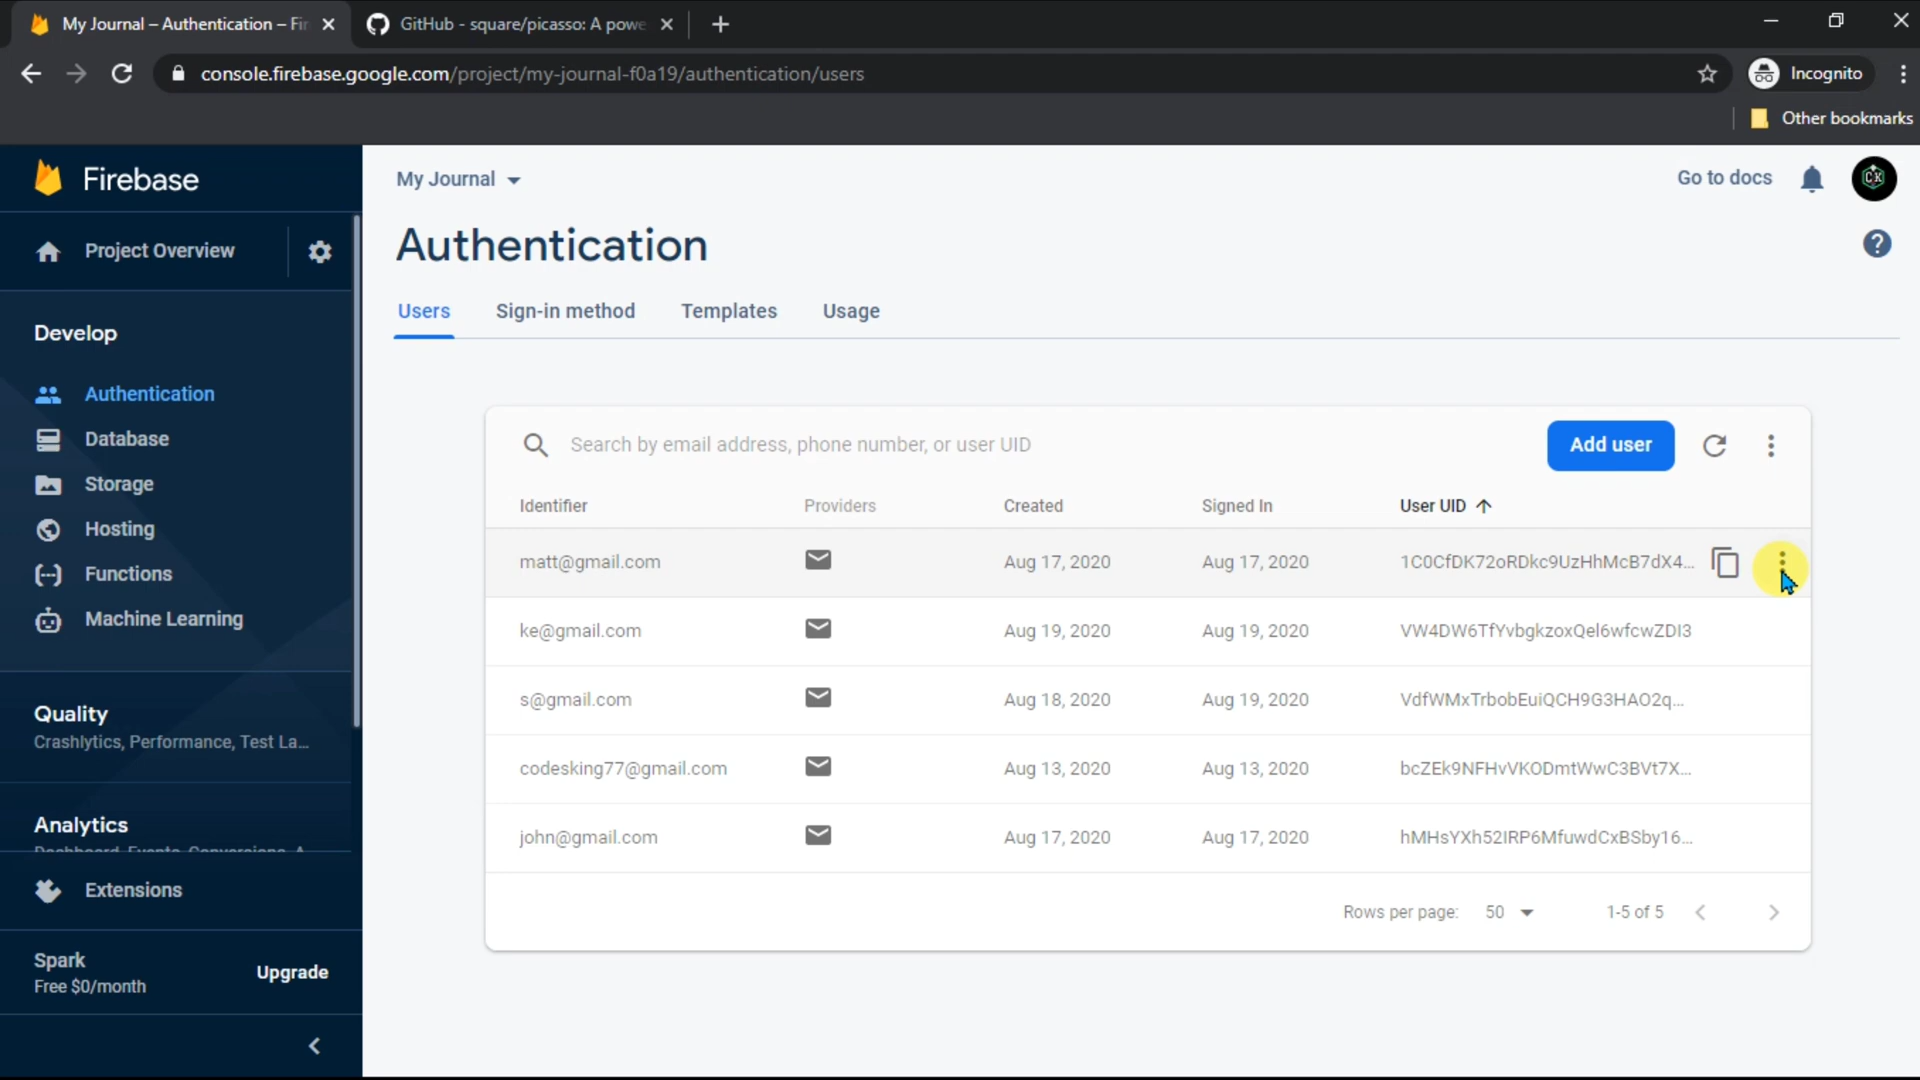 My Journal – Authentication – Fir
GitHub - square/picasso: A powe
console.firebase.google.com/project/my-journal-f0a19/authentication/users
Incognito
Other bookmarks
Firebase
My Journal
Go to docs
CK
Project Overview
Authentication
Users
Sign-in method
Templates
Usage
Develop
Authentication
Database
Storage
Hosting
Functions
Machine Learning
Search by email address, phone number, or user UID
Add user
Identifier
Providers
Created
Signed In
User UID
matt@gmail.com
Aug 17, 2020
Aug 17, 2020
1C0CfDK72oRDkc9UzHhMcB7dX4...
ke@gmail.com
Aug 19, 2020
Aug 19, 2020
VW4DW6TfYvbgkzoxQel6wfcwZDI3
s@gmail.com
Aug 18, 2020
Aug 19, 2020
VdfWMxTrbobEuiQCH9G3HAO2q...
codesking77@gmail.com
Aug 13, 2020
Aug 13, 2020
bcZEk9NFHvVKODmtWwC3BVt7X...
john@gmail.com
Aug 17, 2020
Aug 17, 2020
hMHsYXh52IRP6MfuwdCxBSby16...
Rows per page:
50
1-5 of 5
Quality
Crashlytics, Performance, Test La...
Analytics
Dashboard, Events, Conversions, A
Extensions
Spark
Free $0/month
Upgrade